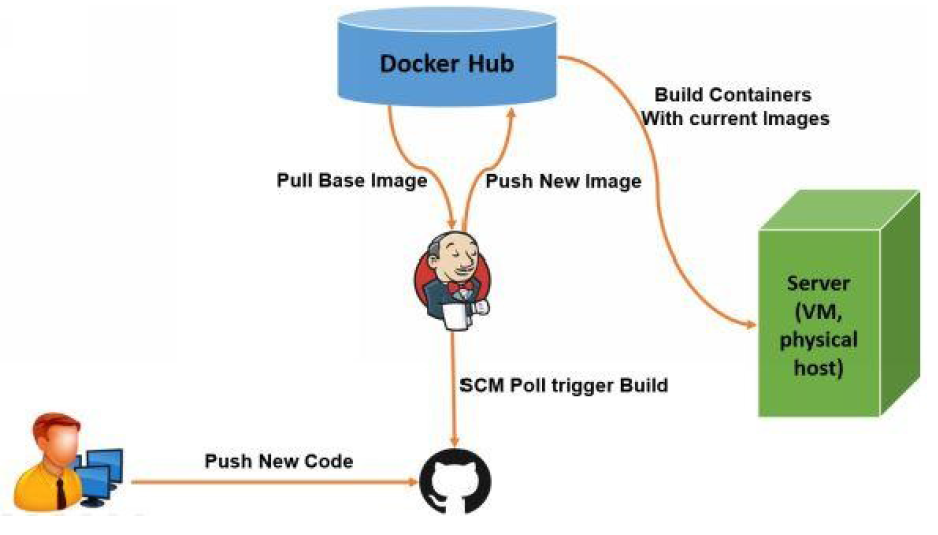 Docker Hub
Build Containers
With current Images
Pull Base Image
Push New Image
Server
(VM,
physical
host)
SCM Poll trigger Build
Push New Code